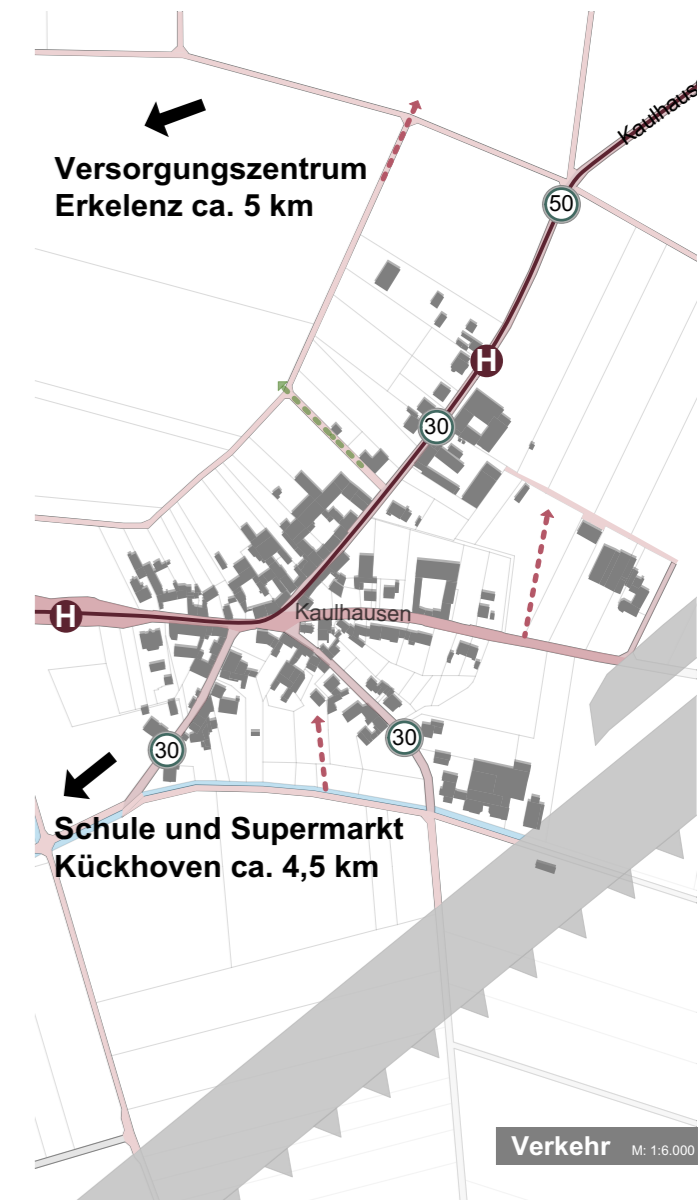 Kaulhaus
Versorgungszentrum
Erkelenz ca. 5 km
50
H
30
Kaulhausen
H
30
30
Schule und Supermarkt
Kückhoven ca. 4,5 km
Verkehr M: 1:6.000